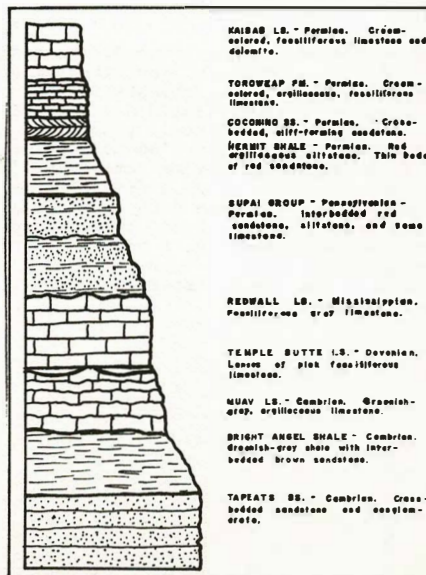 KAIBAB LS. - Permian. Cream-
colored, fossiliferous limestone and
dolomite.
TOROWEAP FM. - Permian. Cream-
colored, argillaceous, fossiliferous
limestone.
COCONINO SS. - Permian. Cross-
bedded, cliff-forming sandstone.
HERMIT SHALE - Permian. Red
argillaceous siltstone. Thin beds
of red sandstone.
SUPAI GROUP - Pennsylvanian -
Permian. Interbedded red
sandstone, siltstone, and some
limestone.
REDWALL LS. - Mississippian.
Fossiliferous grey limestone.
TEMPLE BUTTE LS. - Devonian.
Lenses of pink fossiliferous
limestone.
MUAV LS. - Cambrian. Greenish-
gray, argillaceous limestone.
BRIGHT ANGEL SHALE - Cambrian.
Greenish-gray shale with inter-
bedded brown sandstone.
TAPEATS SS. - Cambrian. Cross-
bedded sandstone and conglom-
erate.